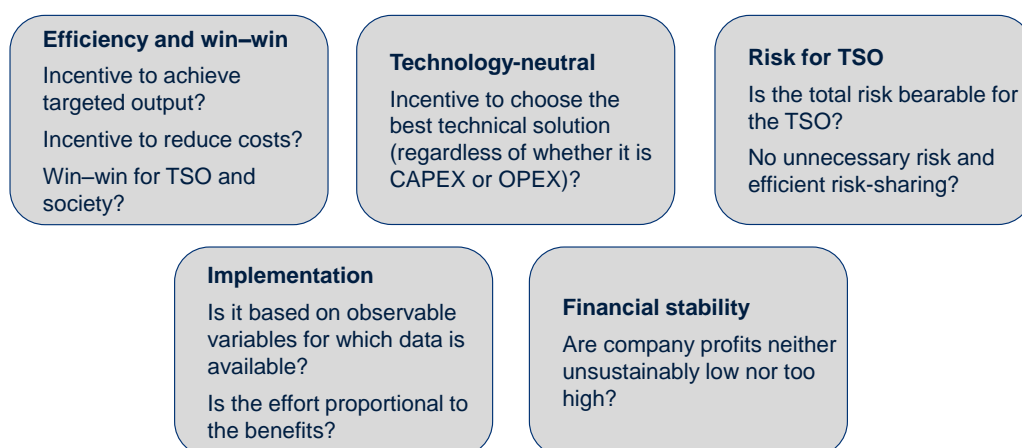 Efficiency and win–win
Incentive to achieve
targeted output?
Incentive to reduce costs?
Win–win for TSO and
society?
Technology-neutral
Incentive to choose the
best technical solution
(regardless of whether it is
CAPEX or OPEX)?
Risk for TSO
Is the total risk bearable for
the TSO?
No unnecessary risk and
efficient risk-sharing?
Implementation
Is it based on observable
variables for which data is
available?
Is the effort proportional to
the benefits?
Financial stability
Are company profits neither
unsustainably low nor too
high?